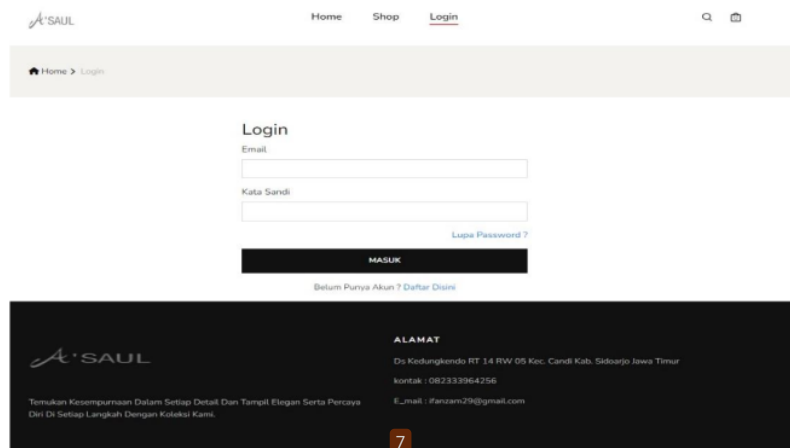 A'SAUL
Home Shop Login
Home > Login
Login
Email
Kata Sandi
Lupa Password ?
MASUK
Belum Punya Akun ? Daftar Disini
A'SAUL
Temukan Kesempurnaan Dalam Setiap Detail Dan Tampil Elegan Serta Percaya
Diri Di Setiap Langkah Dengan Koleksi Kami.
ALAMAT
Ds Kedungkendo RT 14 RW 05 Kec. Candi Kab. Sidoarjo Jawa Timur
kontak : 082333964256
E_mail : ifanzam29@gmail.com
7